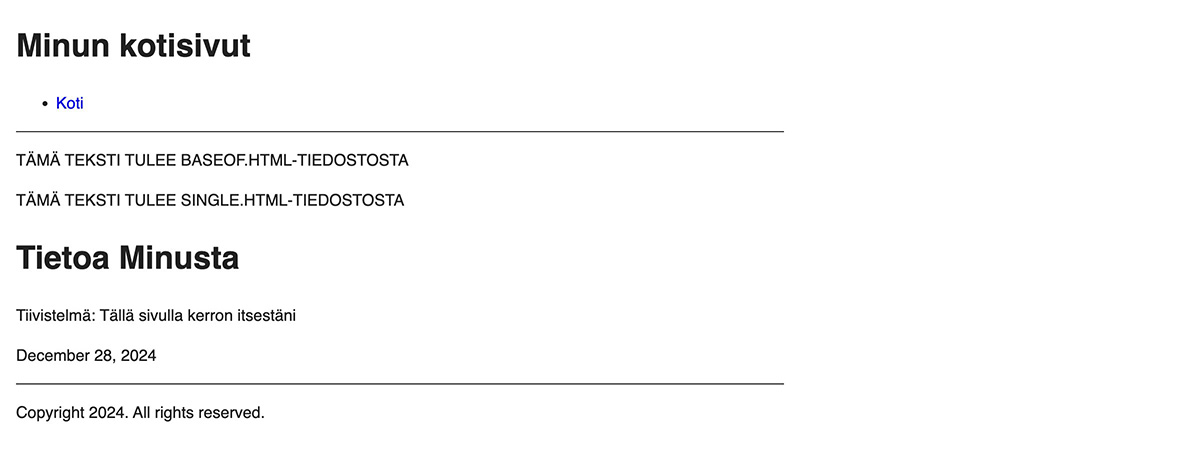 Minun kotisivut
Koti
TÄMÄ TEKSTI TULEE BASEOF.HTML-TIEDOSTOSTA
TÄMÄ TEKSTI TULEE SINGLE.HTML-TIEDOSTOSTA
Tietoa Minusta
Tiivistelmä: Tällä sivulla kerron itsestäni
December 28, 2024
Copyright 2024. All rights reserved.